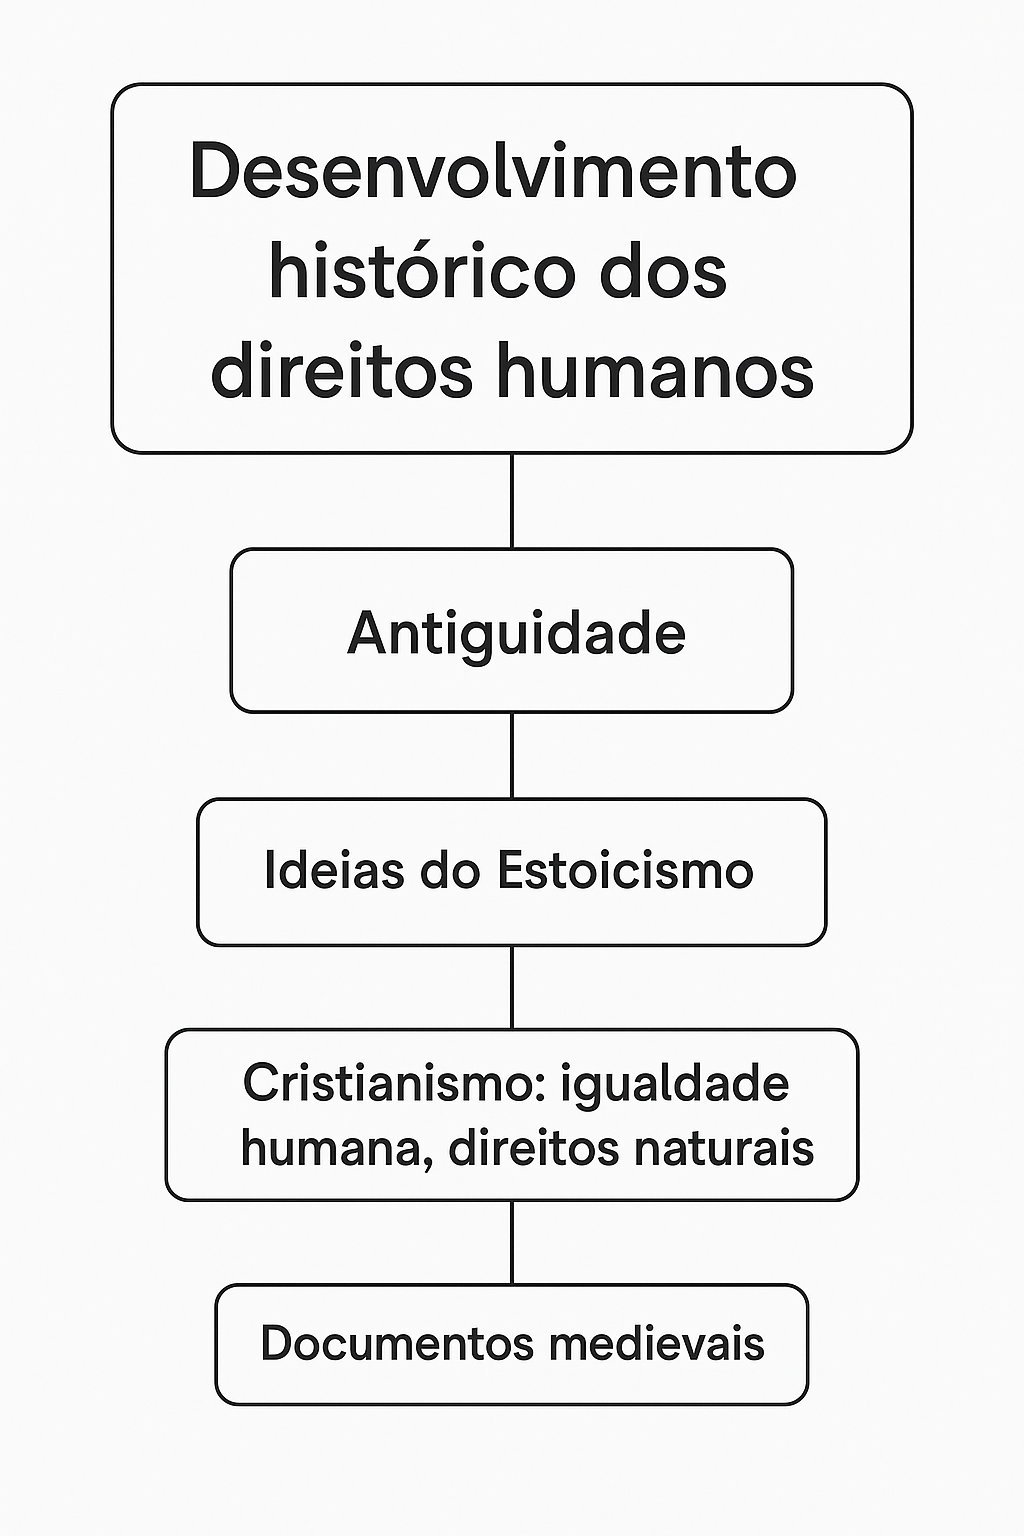 Desenvolvimento
histórico dos
direitos humanos
Antiguidade
Ideias do Estoicismo
Cristianismo: igualdade
humana, direitos naturais
Documentos medievais